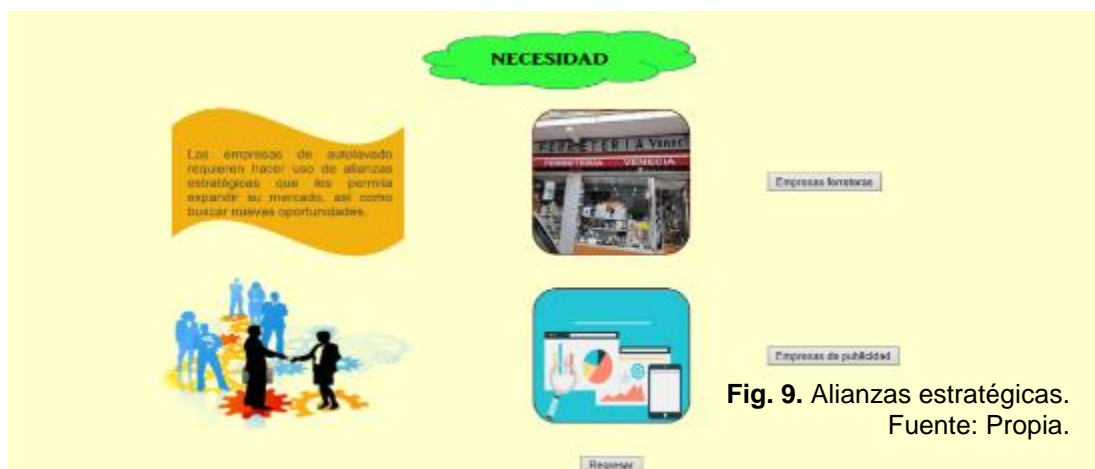 NECESIDAD
Las empresas de autolavado
requieren hacer uso de alianzas
estratégicas que les permita
expandir su mercado, así como
buscar nuevas oportunidades.
FERRETERIA Venec
FERRETERIA VENECIA
Empresas ferreteras
Empresas de publicidad
Fig. 9. Alianzas estratégicas.
Fuente: Propia.
Regresar